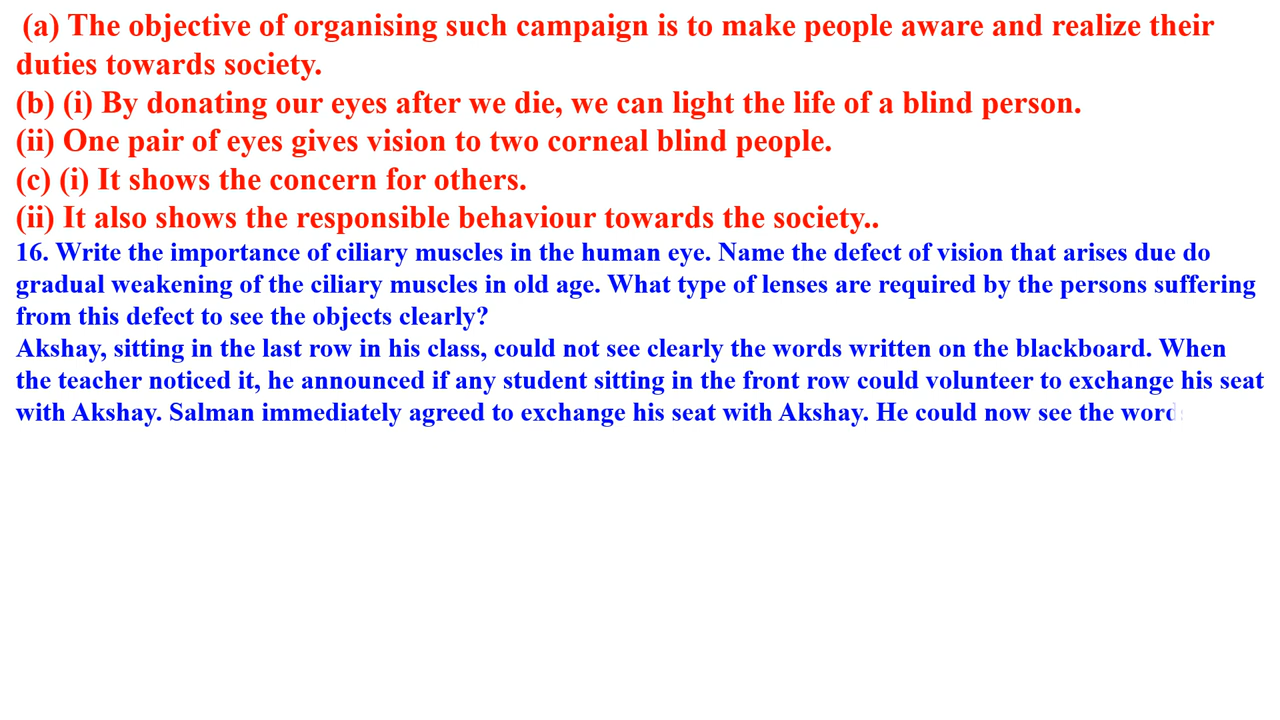 (a) The objective of organising such campaign is to make people aware and realize their
duties towards society.
(b) (i) By donating our eyes after we die, we can light the life of a blind person.
(ii) One pair of eyes gives vision to two corneal blind people.
(c) (i) It shows the concern for others.
(ii) It also shows the responsible behaviour towards the society..
16. Write the importance of ciliary muscles in the human eye. Name the defect of vision that arises due do
gradual weakening of the ciliary muscles in old age. What type of lenses are required by the persons suffering
from this defect to see the objects clearly?
Akshay, sitting in the last row in his class, could not see clearly the words written on the blackboard. When
the teacher noticed it, he announced if any student sitting in the front row could volunteer to exchange his seat
with Akshay. Salman immediately agreed to exchange his seat with Akshay. He could now see the words